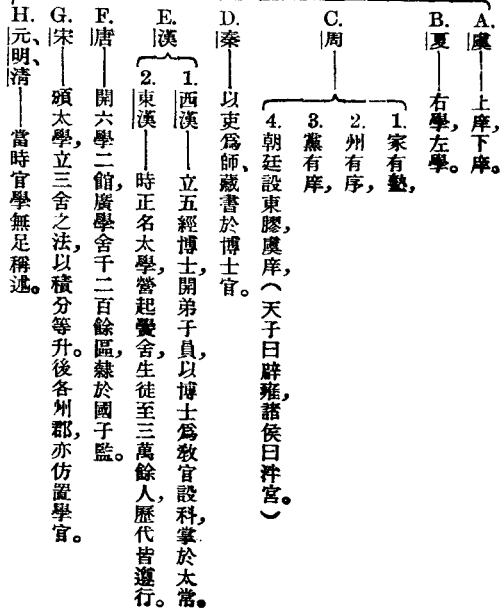 A. 虞——上庠，下庠。
B. 夏——右學，左學。
C. 周
1. 家有塾，
2. 州有序，
3. 黨有庠，
4. 朝廷設東膠，虞庠，（天子曰辟雍，諸侯曰泮宮。）
D. 秦——以吏爲師、藏書於博士官。
E. 漢
1. 西漢——立五經博士，開弟子員，以博士爲敎官設科，掌於太常。
2. 東漢——時正名太學，營起黌舍，生徒至三萬餘人，歷代皆遵行。
F. 唐——開六學二館，廣學舍千二百餘區，隸於國子監。
G. 宋——頒太學，立三舍之法，以積分等升。後各州郡，亦仿置學官。
H. 元、明、清——當時官學無足稱述。